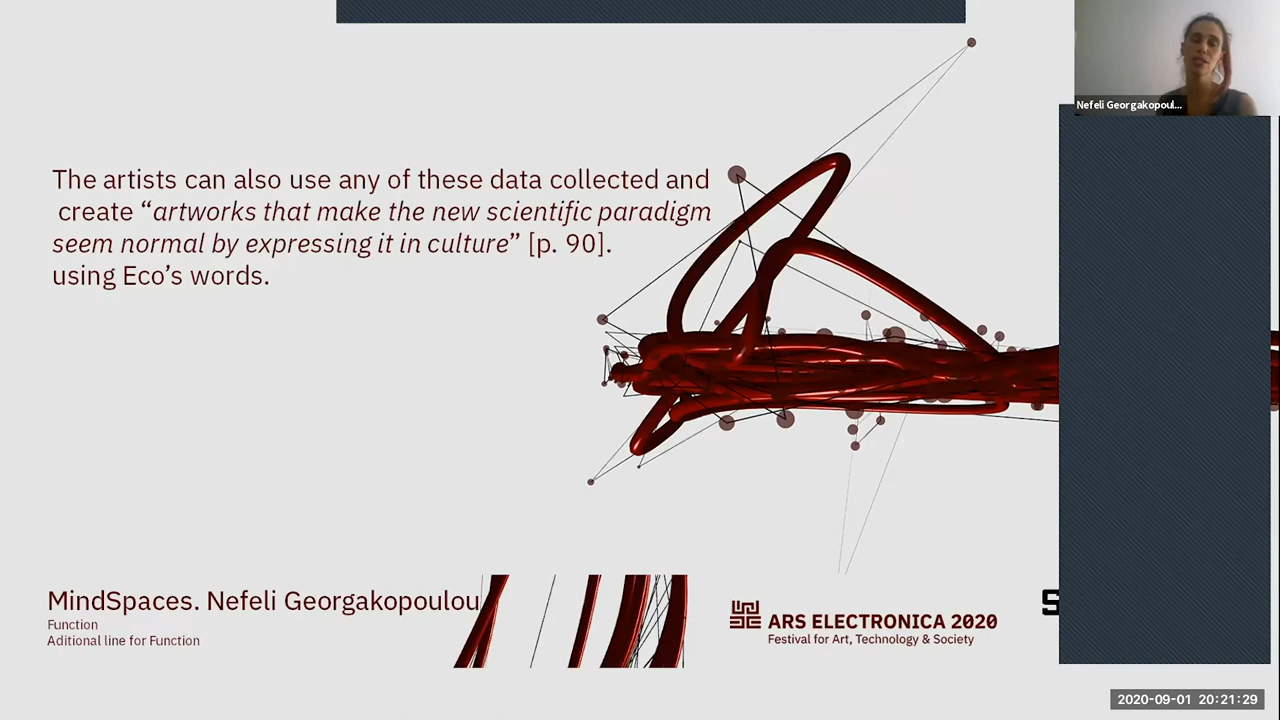 Nefeli Georgakopoul...
The artists can also use any of these data collected and
create “artworks that make the new scientific paradigm
seem normal by expressing it in culture” [p. 90].
using Eco’s words.
MindSpaces. Nefeli Georgakopoulou
Function
Aditional line for Function
ARS ELECTRONICA 2020
Festival for Art, Technology & Society
S
2020-09-01 20:21:29